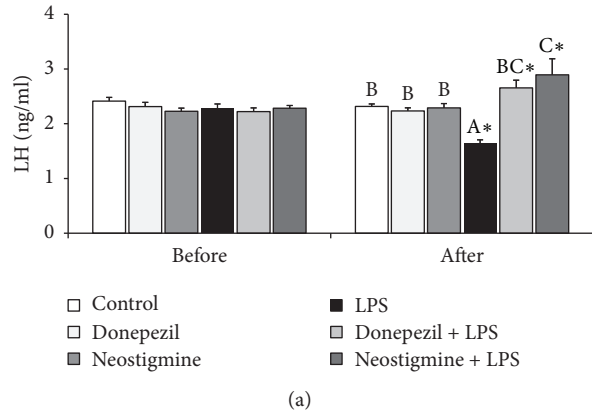 4
3
2
1
0
LH (ng/ml)
B
B
B
A*
BC*
C*
Before
After
Control
Donepezil
Neostigmine
LPS
Donepezil + LPS
Neostigmine + LPS
(a)